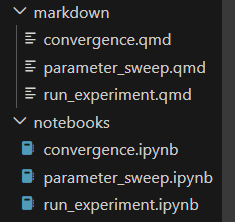 markdown
convergence.qmd
parameter_sweep.qmd
run_experiment.qmd
notebooks
convergence.ipynb
parameter_sweep.ipynb
run_experiment.ipynb